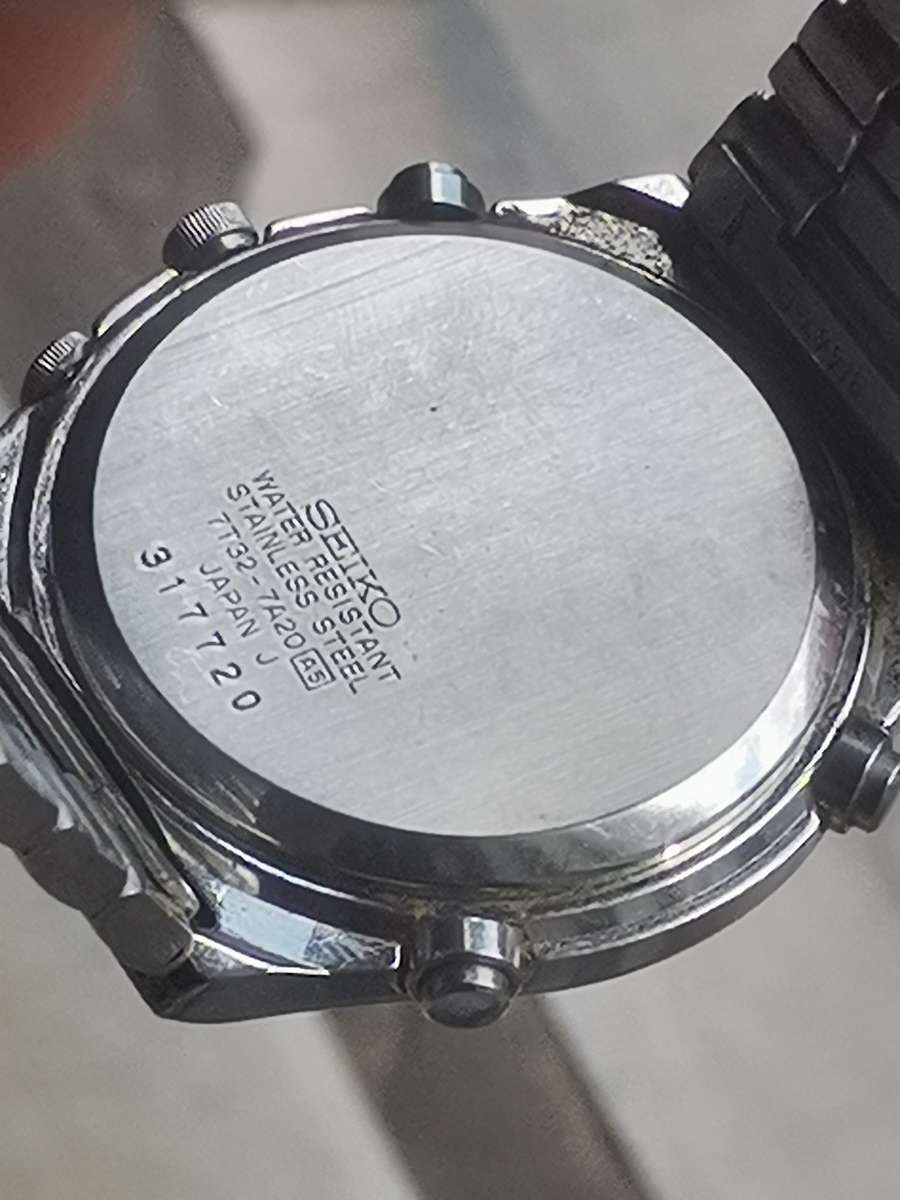 SEIKO
WATER RESISTANT
STAINLESS STEEL
7T32-7A20 A5
JAPAN J
317720